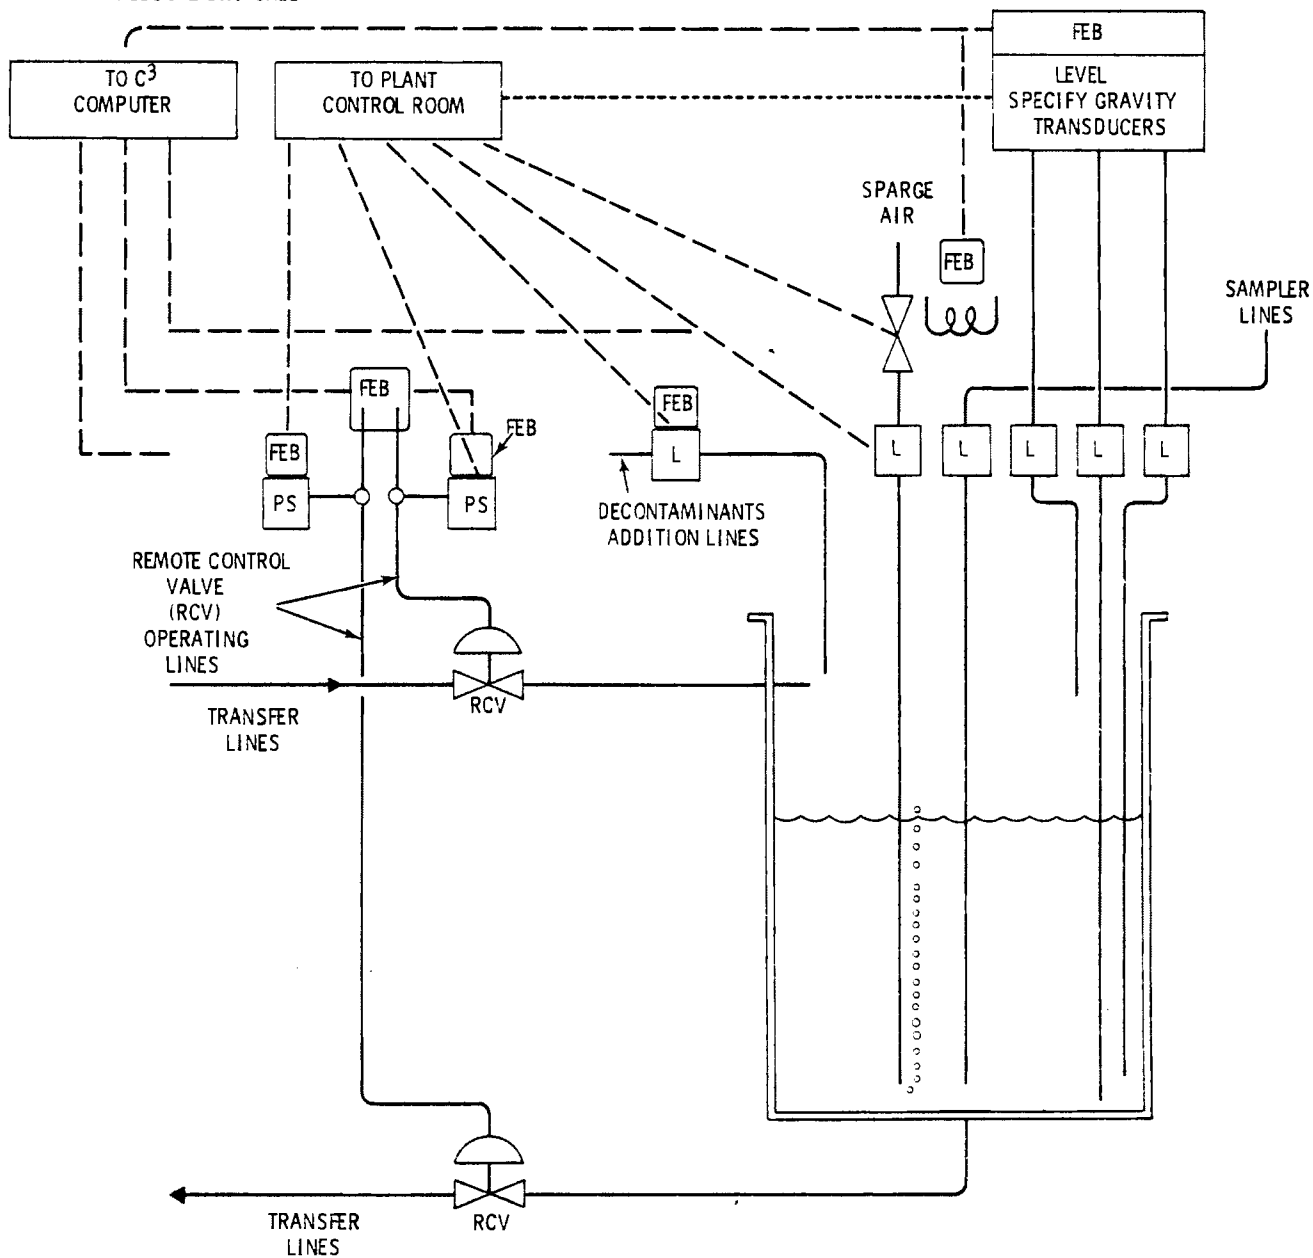 FEB
LEVEL
SPECIFY GRAVITY
TRANSDUCERS
TO C³
COMPUTER
TO PLANT
CONTROL ROOM
SPARGE
AIR
FEB
SAMPLER
LINES
FEB
FEB
FEB
FEB
L
L
L
L
L
L
PS
PS
DECONTAMINANTS
ADDITION LINES
REMOTE CONTROL
VALVE
(RCV)
OPERATING
LINES
RCV
TRANSFER
LINES
RCV
TRANSFER
LINES